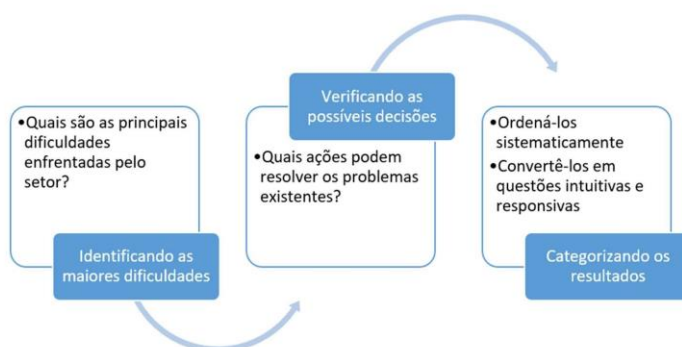 •Quais são as principais
dificuldades
enfrentadas pelo
setor?
Identificando as
maiores dificuldades
Verificando as
possíveis decisões
•Quais ações podem
resolver os problemas
existentes?
•Ordená-los
sistematicamente
•Convertê-los em
questões intuitivas e
responsivas
Categorizando os
resultados